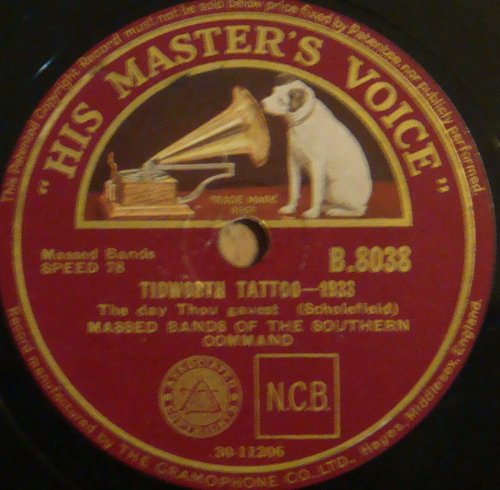 This Patented/Copyright Record must not be sold below price fixed by Patentees, nor publicly performed.
"HIS MASTER'S VOICE"
TRADE MARK
Massed Bands
SPEED 78
B.8038
TIDWORTH TATTOO—1933
The day Thou gavest (Scholefield)
MASSED BANDS OF THE SOUTHERN
COMMAND
N.C.B.
30-11206
Record manufactured by THE GRAMOPHONE CO., LTD., Hayes, Middlesex, England.